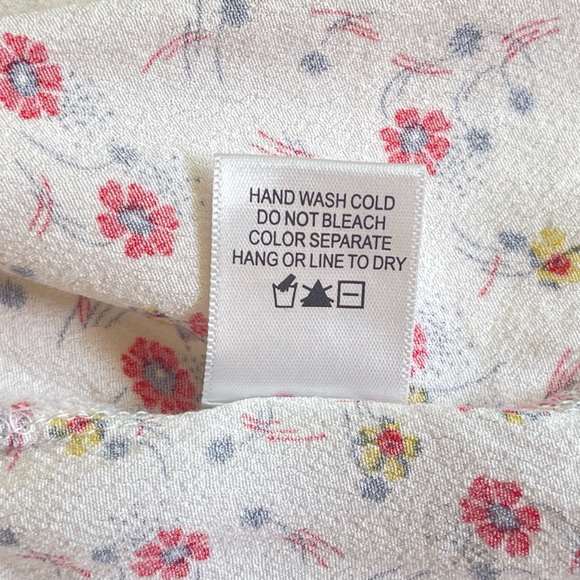 HAND WASH COLD
DO NOT BLEACH
COLOR SEPARATE
HANG OR LINE TO DRY